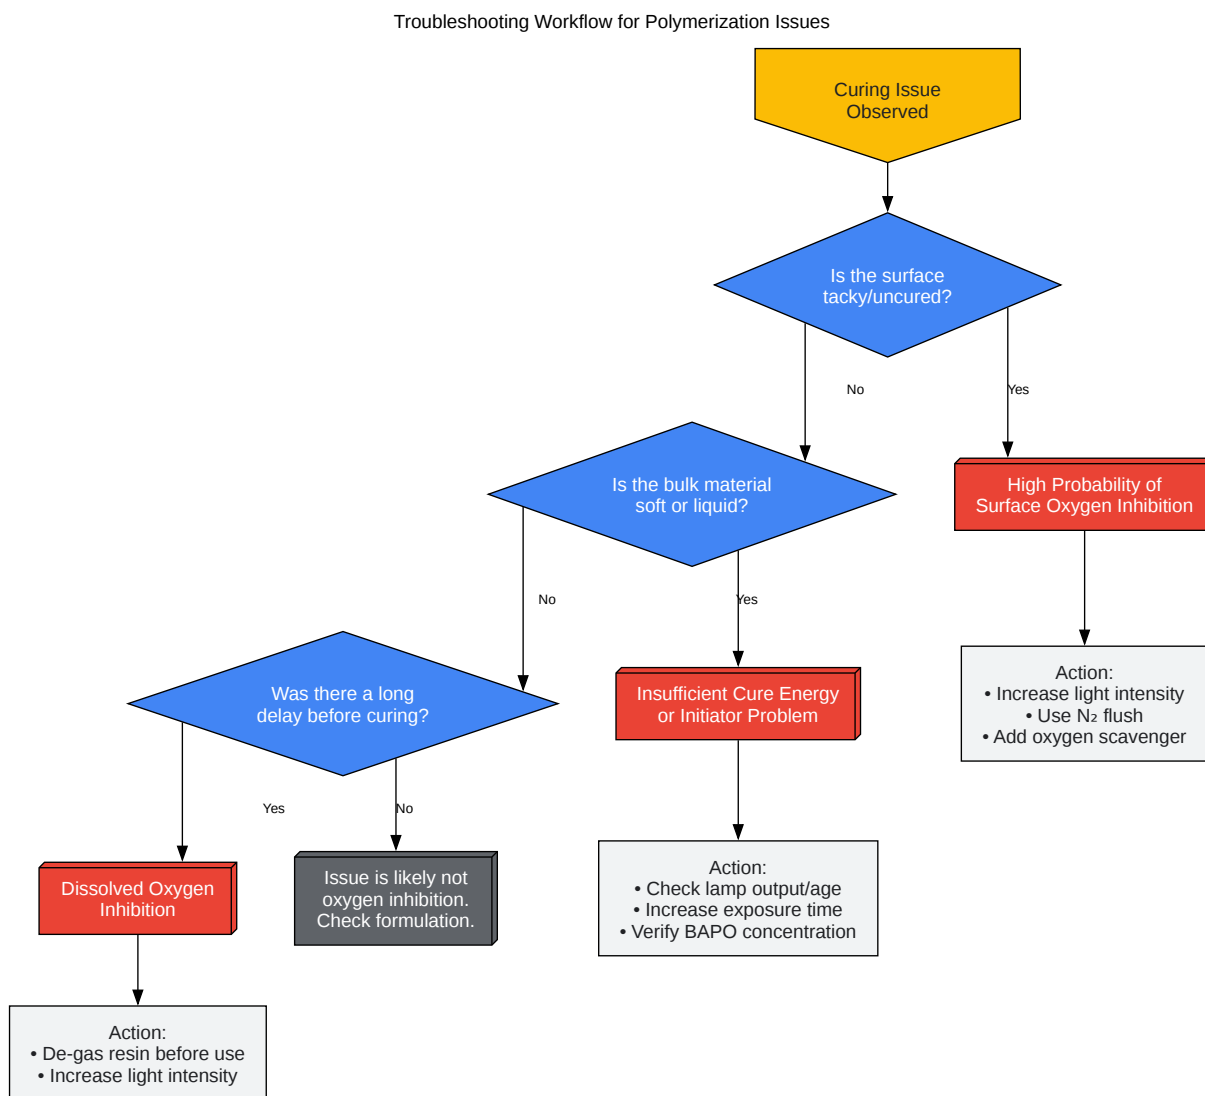 Troubleshooting Workflow for Polymerization Issues
Curing Issue
Observed
Is the surface
tacky/uncured?
No
Yes
Is the bulk material
soft or liquid?
High Probability of
Surface Oxygen Inhibition
No
Yes
Was there a long
delay before curing?
Insufficient Cure Energy
or Initiator Problem
Action:
• Increase light intensity
• Use N₂ flush
• Add oxygen scavenger
Yes
No
Dissolved Oxygen
Inhibition
Issue is likely not
oxygen inhibition.
Check formulation.
Action:
• Check lamp output/age
• Increase exposure time
• Verify BAPO concentration
Action:
• De-gas resin before use
• Increase light intensity